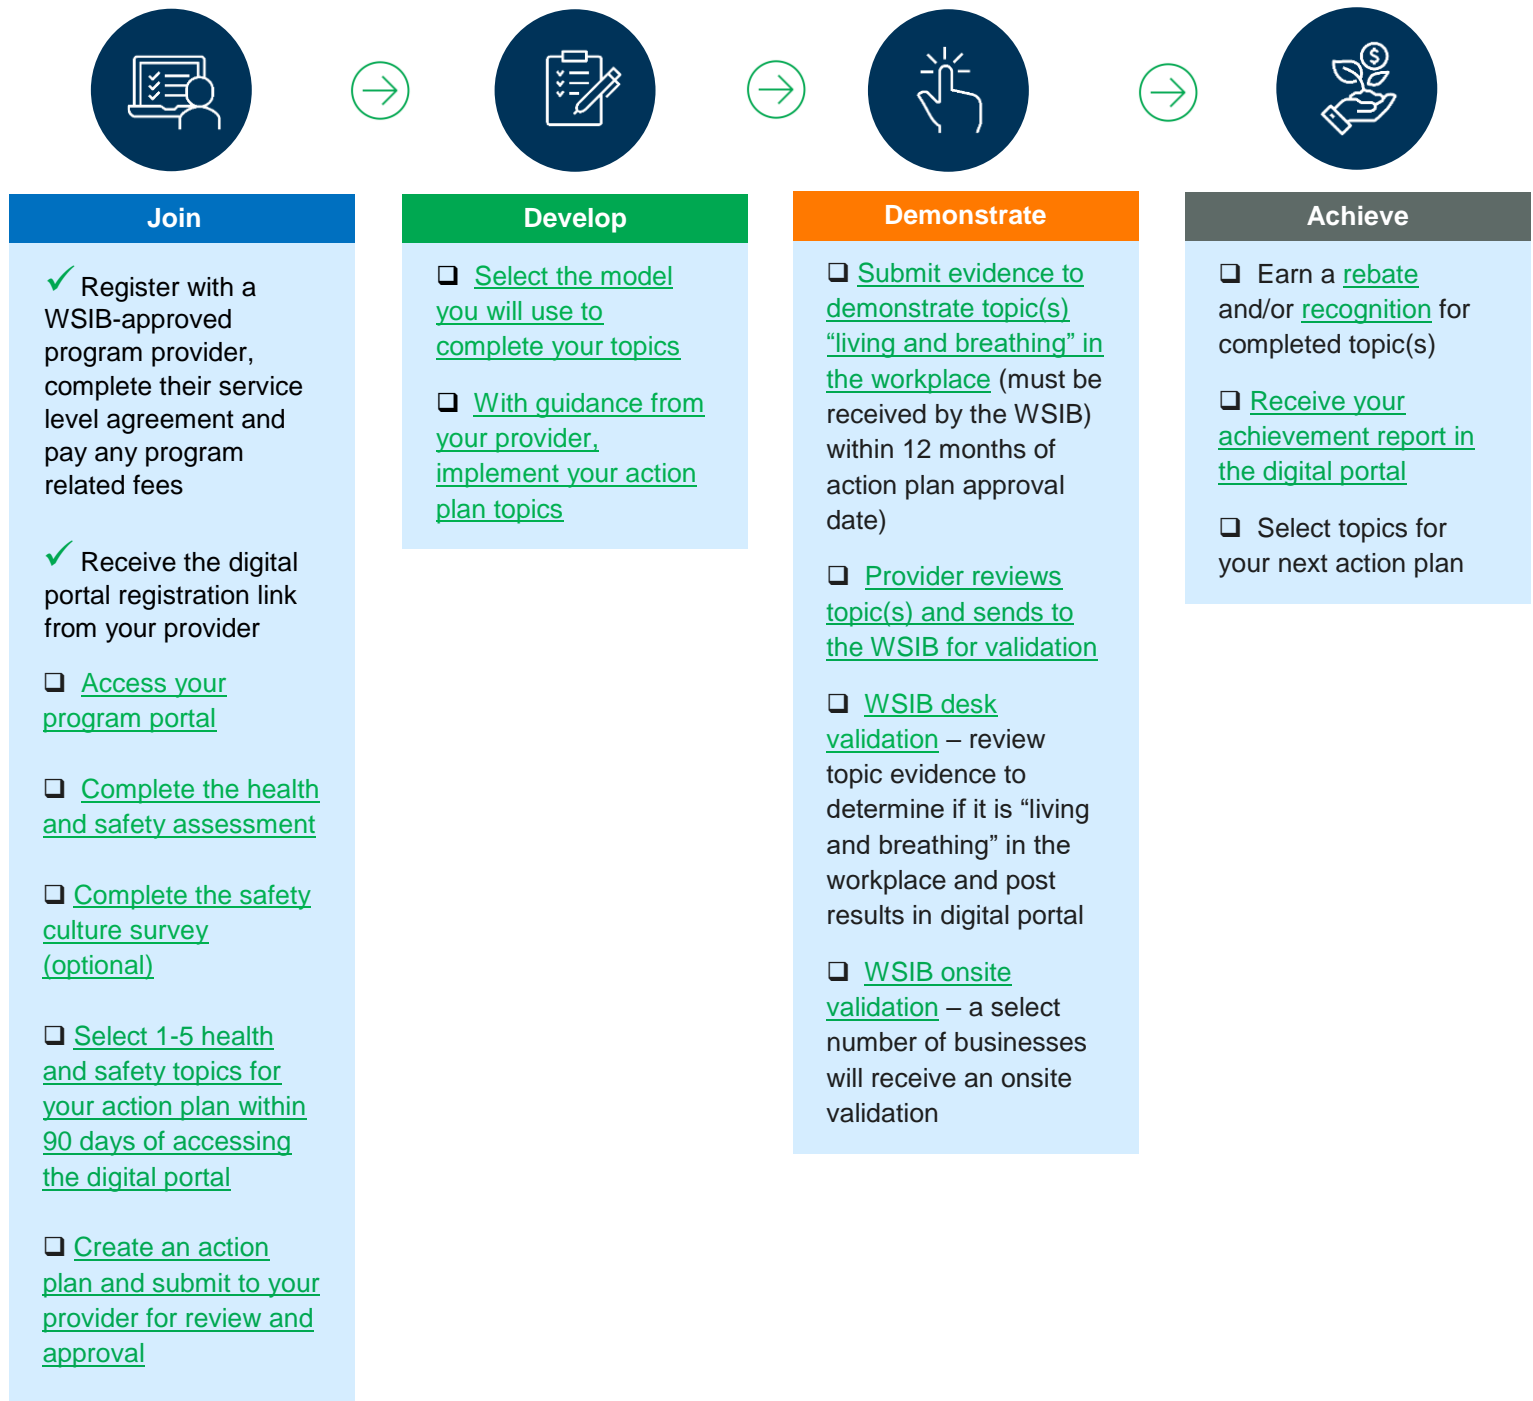 Join
✓ Register with a
WSIB-approved
program provider,
complete their service
level agreement and
pay any program
related fees
✓ Receive the digital
portal registration link
from your provider
❑ Access your
program portal
❑ Complete the health
and safety assessment
❑ Complete the safety
culture survey
(optional)
❑ Select 1-5 health
and safety topics for
your action plan within
90 days of accessing
the digital portal
❑ Create an action
plan and submit to your
provider for review and
approval
Develop
❑ Select the model
you will use to
complete your topics
❑ With guidance from
your provider,
implement your action
plan topics
Demonstrate
❑ Submit evidence to
demonstrate topic(s)
“living and breathing” in
the workplace (must be
received by the WSIB)
within 12 months of
action plan approval
date)
❑ Provider reviews
topic(s) and sends to
the WSIB for validation
❑ WSIB desk
validation – review
topic evidence to
determine if it is “living
and breathing” in the
workplace and post
results in digital portal
❑ WSIB onsite
validation – a select
number of businesses
will receive an onsite
validation
$
Achieve
❑ Earn a rebate
and/or recognition for
completed topic(s)
❑ Receive your
achievement report in
the digital portal
❑ Select topics for
your next action plan